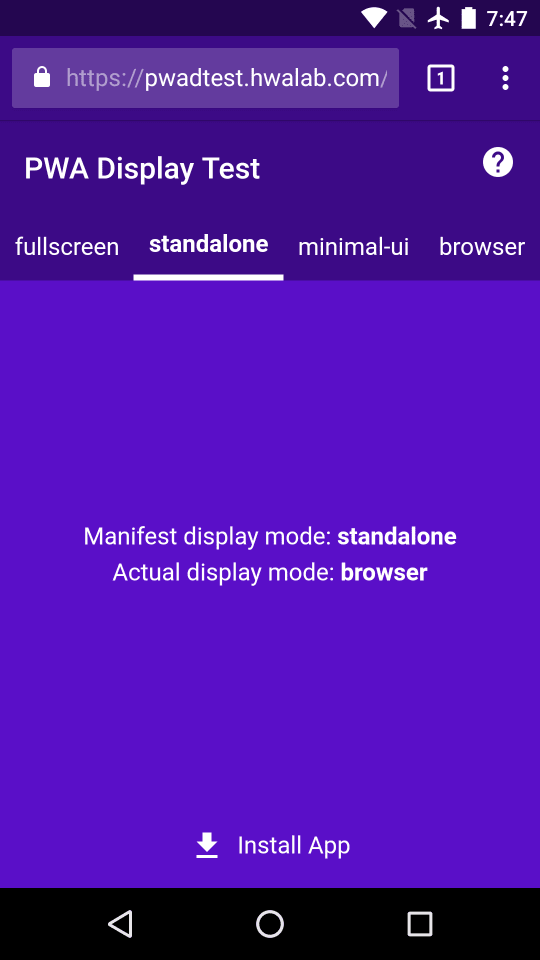 7:47
https://pwadtest.hwalab.com/
1
PWA Display Test
?
fullscreen standalone minimal-ui browser
Manifest display mode: standalone
Actual display mode: browser
Install App